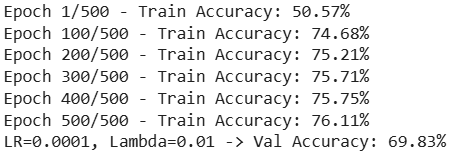 Epoch 1/500 - Train Accuracy: 50.57%
Epoch 100/500 - Train Accuracy: 74.68%
Epoch 200/500 - Train Accuracy: 75.21%
Epoch 300/500 - Train Accuracy: 75.71%
Epoch 400/500 - Train Accuracy: 75.75%
Epoch 500/500 - Train Accuracy: 76.11%
LR=0.0001, Lambda=0.01 -> Val Accuracy: 69.83%